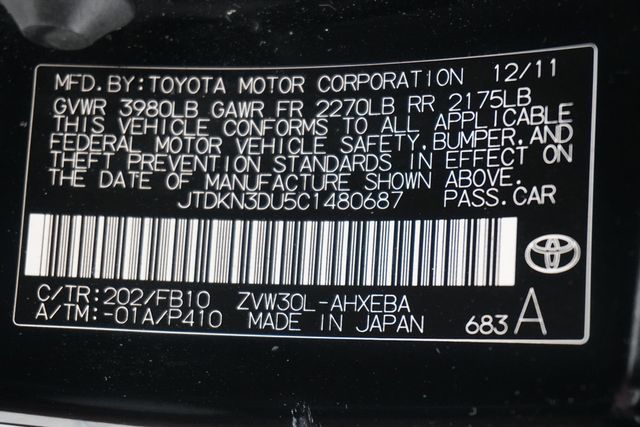 MFD.BY:TOYOTA MOTOR CORPORATION 12/11
GVWR 3980LB GAWR FR 2270LB RR 2175LB
THIS VEHICLE CONFORMS TO ALL APPLICABLE
FEDERAL MOTOR VEHICLE SAFETY,BUMPER,AND
THEFT PREVENTION STANDARDS IN EFFECT ON
THE DATE OF MANUFACTURE SHOWN ABOVE.
JTDKN3DU5C1480687 PASS.CAR
C/TR:202/FB10 ZVW30L-AHXEBA
A/TM:-01A/P410 MADE IN JAPAN 683 A